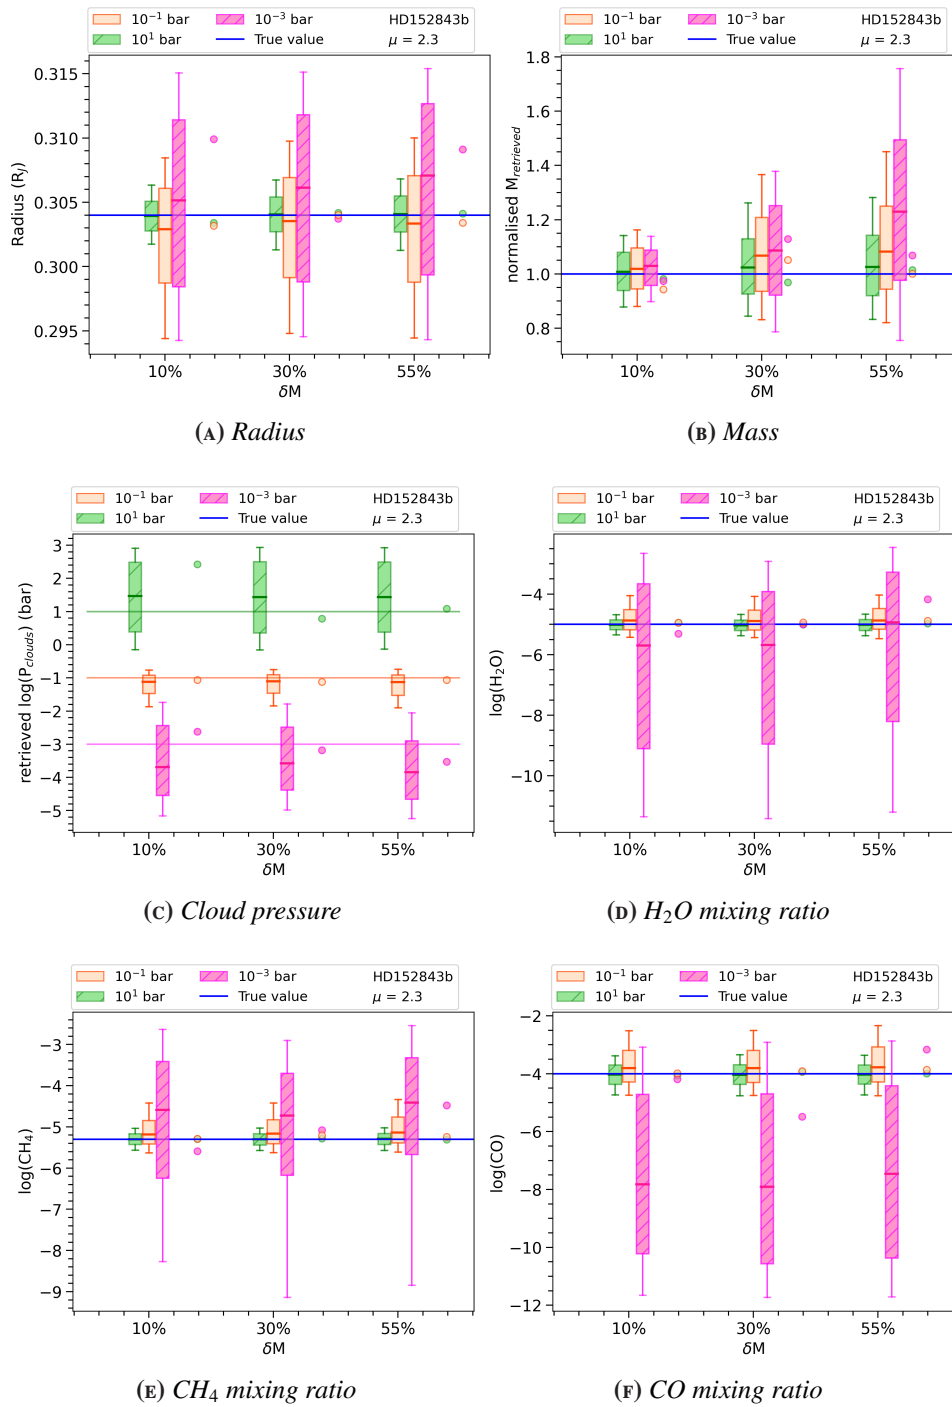 10⁻¹ bar 10⁻³ bar HD152843b
10¹ bar True value μ = 2.3
0.315
0.310
0.305
0.300
0.295
Radius (R_J)
10% 30% 55%
δM
(A) Radius
10⁻¹ bar 10⁻³ bar HD152843b
10¹ bar True value μ = 2.3
1.8
1.6
1.4
1.2
1.0
0.8
normalised M_retrieved
10% 30% 55%
δM
(B) Mass
10⁻¹ bar 10⁻³ bar HD152843b
10¹ bar True value μ = 2.3
3
2
1
0
−1
−2
−3
−4
−5
retrieved log(P_clouds) (bar)
10% 30% 55%
δM
(C) Cloud pressure
10⁻¹ bar 10⁻³ bar HD152843b
10¹ bar True value μ = 2.3
−4
−6
−8
−10
log(H₂O)
10% 30% 55%
δM
(D) H₂O mixing ratio
10⁻¹ bar 10⁻³ bar HD152843b
10¹ bar True value μ = 2.3
−3
−4
−5
−6
−7
−8
−9
log(CH₄)
10% 30% 55%
δM
(E) CH₄ mixing ratio
10⁻¹ bar 10⁻³ bar HD152843b
10¹ bar True value μ = 2.3
−2
−4
−6
−8
−10
−12
log(CO)
10% 30% 55%
δM
(F) CO mixing ratio